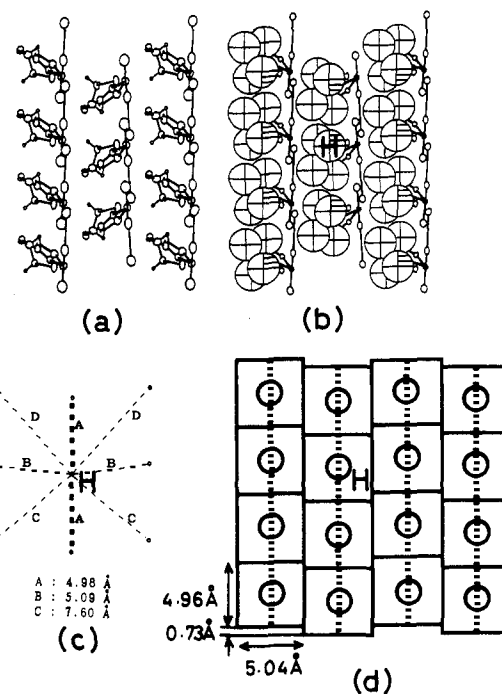 H
(a)
(b)
D
D
A
B
H
B
C
A
C
A : 4.98 Å
B : 5.09 Å
C : 7.60 Å
(c)
H
4.96Å
0.73Å
5.04Å
(d)